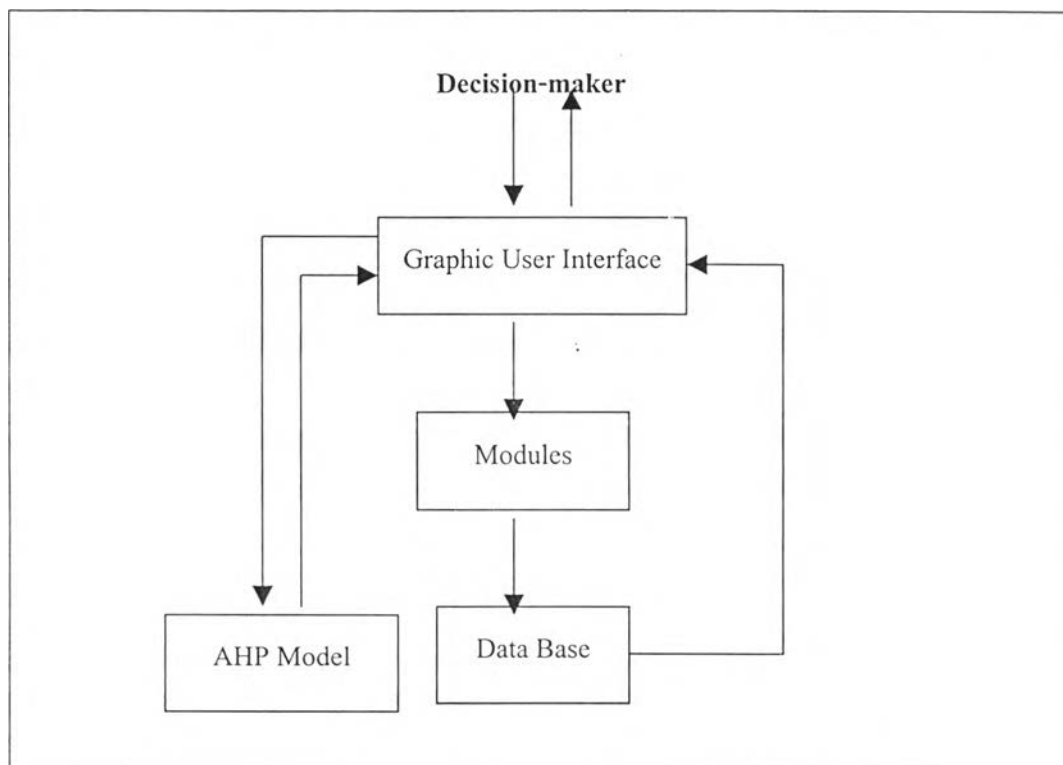 Decision-maker
Graphic User Interface
Modules
AHP Model
Data Base